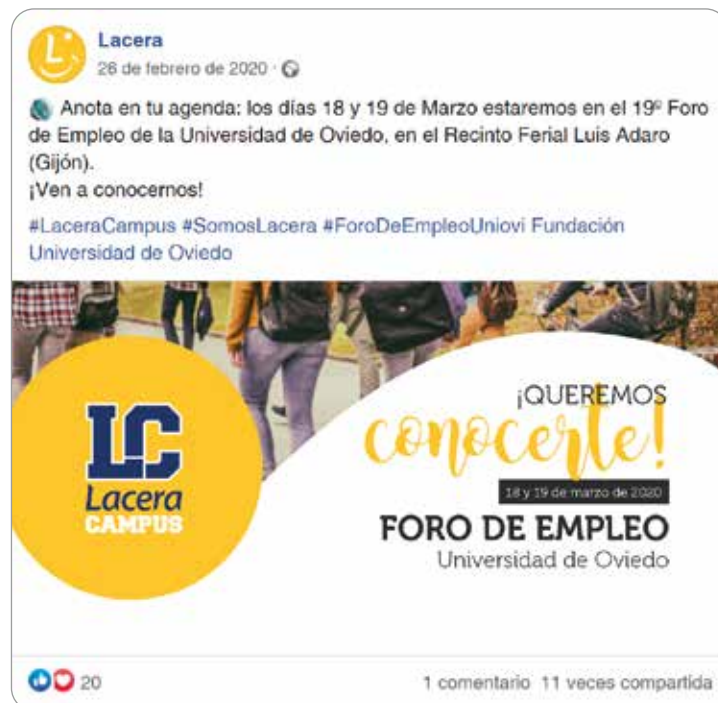 Lacera
26 de febrero de 2020
Anota en tu agenda: los días 18 y 19 de Marzo estaremos en el 19º Foro
de Empleo de la Universidad de Oviedo, en el Recinto Ferial Luis Adaro
(Gijón).
¡Ven a conocernos!
#LaceraCampus #SomosLacera #ForoDeEmpleoUniovi Fundación
Universidad de Oviedo
LC
Lacera
CAMPUS
¡QUEREMOS
conocerte!
18 y 19 de marzo de 2020
FORO DE EMPLEO
Universidad de Oviedo
20
1 comentario 11 veces compartida